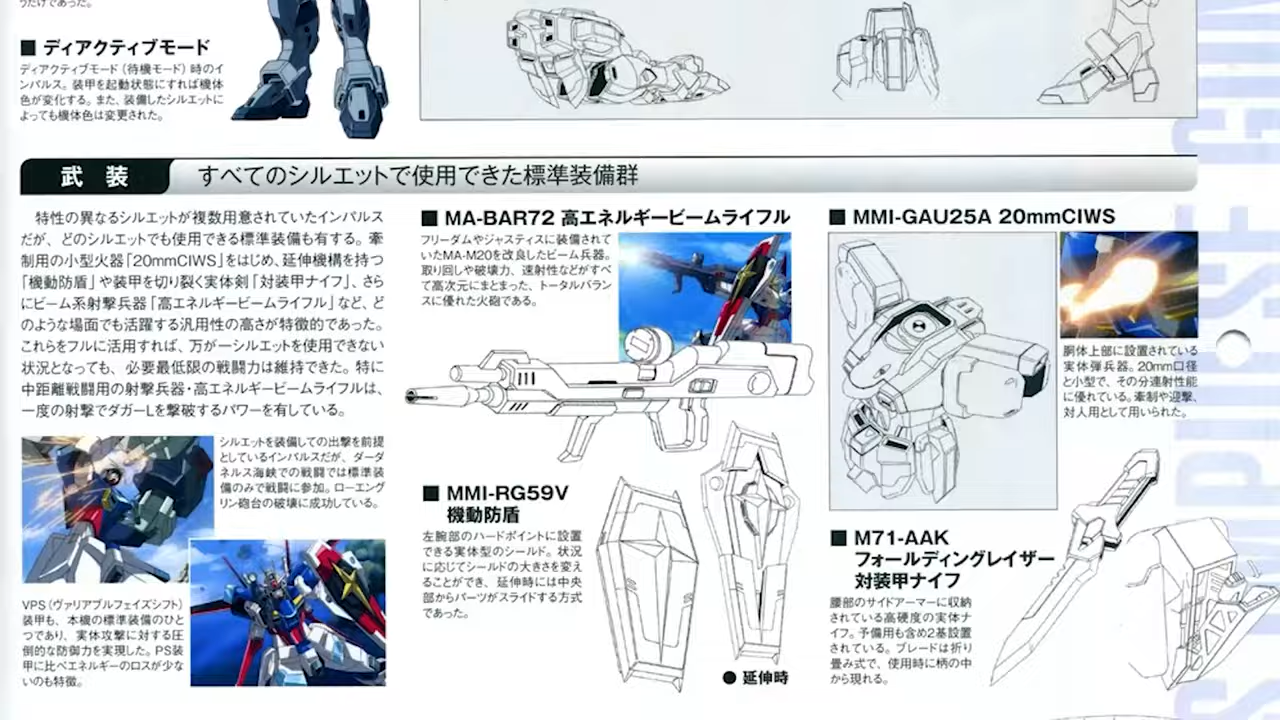 うだけであった。
■ ディアクティブモード
ディアクティブモード（待機モード）時のイ
ンパルス。装甲を起動状態にすれば機体
色が変化する。また、装備したシルエットに
よっても機体色は変更された。
武 装
すべてのシルエットで使用できた標準装備群
特性の異なるシルエットが複数用意されていたインパルス
だが、どのシルエットでも使用できる標準装備も有する。牽
制用の小型火器「20mmCIWS」をはじめ、延伸機構を持つ
「機動防盾」や装甲を切り裂く実体剣「対装甲ナイフ」、さら
にビーム系射撃兵器「高エネルギービームライフル」など、ど
のような場面でも活躍する汎用性の高さが特徴的であった。
これらをフルに活用すれば、万が一シルエットを使用できない
状況となっても、必要最低限の戦闘力は維持できた。特に
中距離戦闘用の射撃兵器・高エネルギービームライフルは、
一度の射撃でダガーLを撃破するパワーを有している。
シルエットを装備しての出撃を前提
としているインパルスだが、ダーダ
ネルス海峡での戦闘では標準装
備のみで戦闘に参加。ローエング
リン砲台の破壊に成功している。
VPS（ヴァリアブルフェイズシフト）
装甲も、本機の標準装備のひと
つであり、実体攻撃に対する圧
倒的な防御力を実現した。PS装
甲に比べエネルギーのロスが少な
いのも特徴。
■ MA-BAR72 高エネルギービームライフル
フリーダムやジャスティスに装備されて
いたMA-M20を改良したビーム兵器。
取り回しや破壊力、速射性などがすべ
て高次元にまとまった、トータルバラン
スに優れた火砲である。
■ MMI-RG59V
機動防盾
左腕部のハードポイントに設置
できる実体型のシールド。状況
に応じてシールドの大きさを変え
ることができ、延伸時には中央
部からパーツがスライドする方式
であった。
● 延伸時
■ MMI-GAU25A 20mmCIWS
胴体上部に設置されている
実体弾兵器。20mm口径
と小型で、その分連射性能
に優れている。牽制や迎撃、
対人用として用いられた。
■ M71-AAK
フォールディングレイザー
対装甲ナイフ
腰部のサイドアーマーに収納
されている高硬度の実体ナ
イフ。予備用も含め2基設置
されている。ブレードは折り
畳み式で、使用時に柄の中
から現れる。